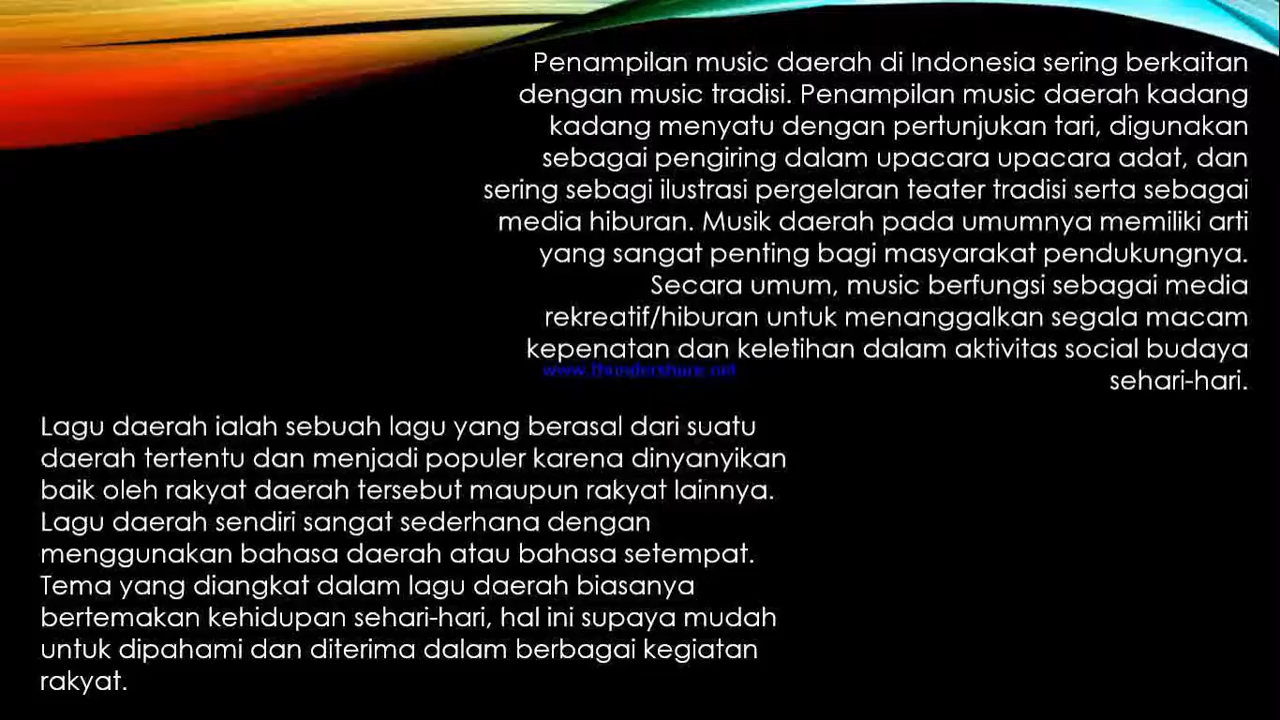 Penampilan music daerah di Indonesia sering berkaitan
dengan music tradisi. Penampilan music daerah kadang
kadang menyatu dengan pertunjukan tari, digunakan
sebagai pengiring dalam upacara upacara adat, dan
sering sebagi ilustrasi pergelaran teater tradisi serta sebagai
media hiburan. Musik daerah pada umumnya memiliki arti
yang sangat penting bagi masyarakat pendukungnya.
Secara umum, music berfungsi sebagai media
rekreatif/hiburan untuk menanggalkan segala macam
kepenatan dan keletihan dalam aktivitas social budaya
www.thundershare.net
sehari-hari.
Lagu daerah ialah sebuah lagu yang berasal dari suatu
daerah tertentu dan menjadi populer karena dinyanyikan
baik oleh rakyat daerah tersebut maupun rakyat lainnya.
Lagu daerah sendiri sangat sederhana dengan
menggunakan bahasa daerah atau bahasa setempat.
Tema yang diangkat dalam lagu daerah biasanya
bertemakan kehidupan sehari-hari, hal ini supaya mudah
untuk dipahami dan diterima dalam berbagai kegiatan
rakyat.